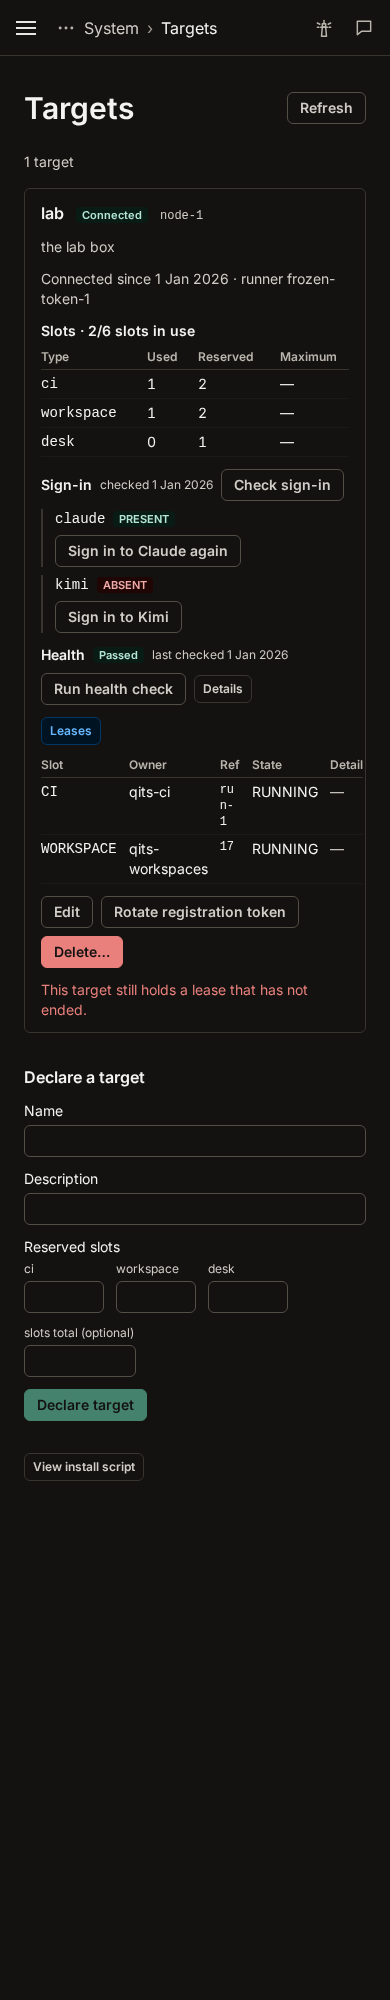 System › Targets
Targets
Refresh
1 target
lab Connected node-1
the lab box
Connected since 1 Jan 2026 · runner frozen-
token-1
Slots · 2/6 slots in use
Type Used Reserved Maximum
ci 1 2 —
workspace 1 2 —
desk 0 1 —
Sign-in checked 1 Jan 2026 Check sign-in
claude PRESENT
Sign in to Claude again
kimi ABSENT
Sign in to Kimi
Health Passed last checked 1 Jan 2026
Run health check Details
Leases
Slot Owner Ref State Detail
CI qits-ci ru RUNNING —
n-
1
WORKSPACE qits- 17 RUNNING —
workspaces
Edit Rotate registration token
Delete...
This target still holds a lease that has not
ended.
Declare a target
Name
Description
Reserved slots
ci workspace desk
slots total (optional)
Declare target
View install script